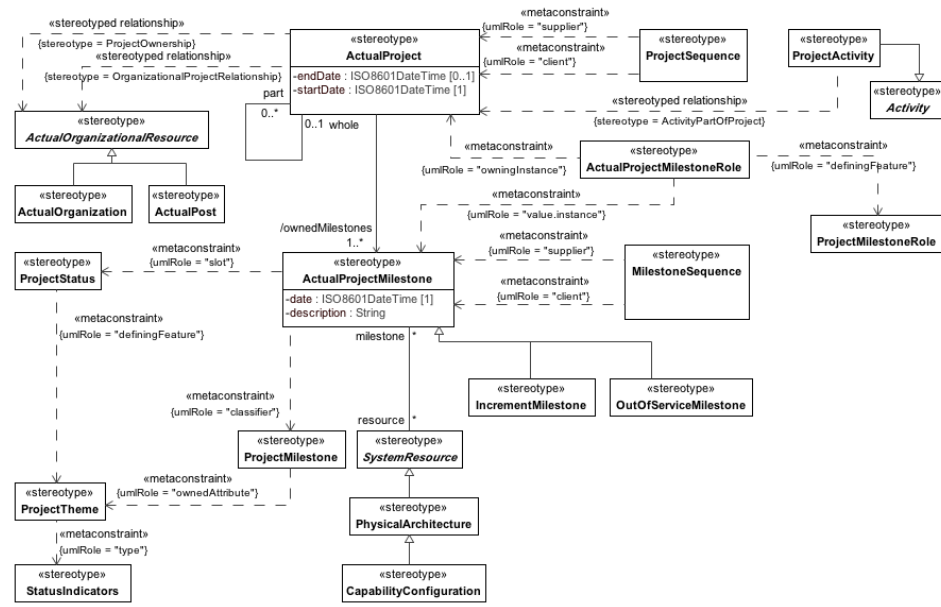 «stereotyped relationship»
{stereotype = ProjectOwnership}
«stereotyped relationship»
{stereotype = OrganizationalProjectRelationship}
«stereotype»
ActualProject
-endDate : ISO8601DateTime [0..1]
-startDate : ISO8601DateTime [1]
part
0..*
0..1
whole
«metaconstraint»
{umlRole = "supplier"}
«metaconstraint»
{umlRole = "client"}
«stereotype»
ProjectSequence
«stereotype»
ProjectActivity
«stereotype»
Activity
«stereotyped relationship»
{stereotype = ActivityPartOfProject}
«stereotype»
ActualOrganizationalResource
«stereotype»
ActualOrganization
«stereotype»
ActualPost
«metaconstraint»
{umlRole = "owningInstance"}
«stereotype»
ActualProjectMilestoneRole
«metaconstraint»
{umlRole = "definingFeature"}
«metaconstraint»
{umlRole = "value.instance"}
«stereotype»
ProjectMilestoneRole
/ownedMilestones
1..*
«stereotype»
ProjectStatus
«metaconstraint»
{umlRole = "slot"}
«stereotype»
ActualProjectMilestone
-date : ISO8601DateTime [1]
-description : String
«metaconstraint»
{umlRole = "supplier"}
«metaconstraint»
{umlRole = "client"}
«stereotype»
MilestoneSequence
«metaconstraint»
{umlRole = "definingFeature"}
milestone
*
«metaconstraint»
{umlRole = "classifier"}
«stereotype»
IncrementMilestone
«stereotype»
OutOfServiceMilestone
resource
*
«stereotype»
ProjectMilestone
«stereotype»
SystemResource
«metaconstraint»
{umlRole = "ownedAttribute"}
«stereotype»
ProjectTheme
«stereotype»
PhysicalArchitecture
«metaconstraint»
{umlRole = "type"}
«stereotype»
StatusIndicators
«stereotype»
CapabilityConfiguration